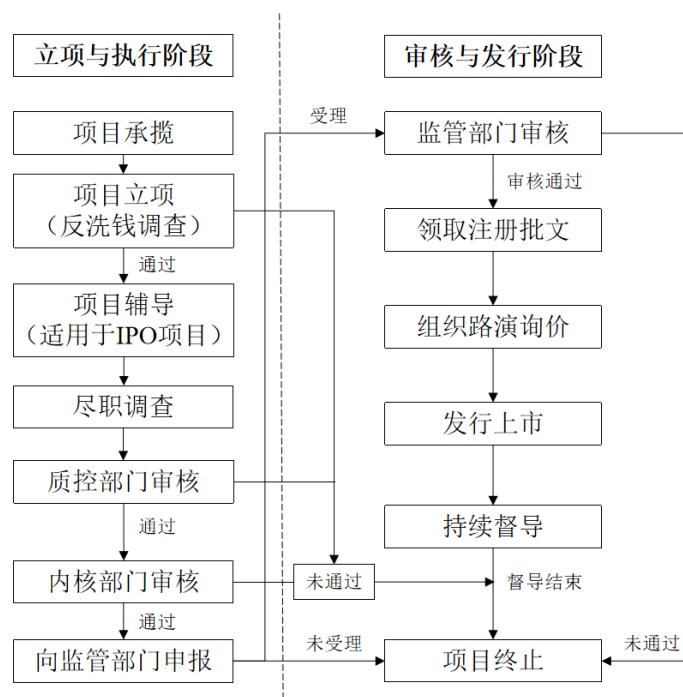 立项与执行阶段
项目承揽
项目立项
（反洗钱调查）
通过
项目辅导
（适用于IPO项目）
尽职调查
质控部门审核
通过
内核部门审核
通过
向监管部门申报
未通过
受理
未受理
审核与发行阶段
监管部门审核
审核通过
领取注册批文
组织路演询价
发行上市
持续督导
督导结束
项目终止
未通过